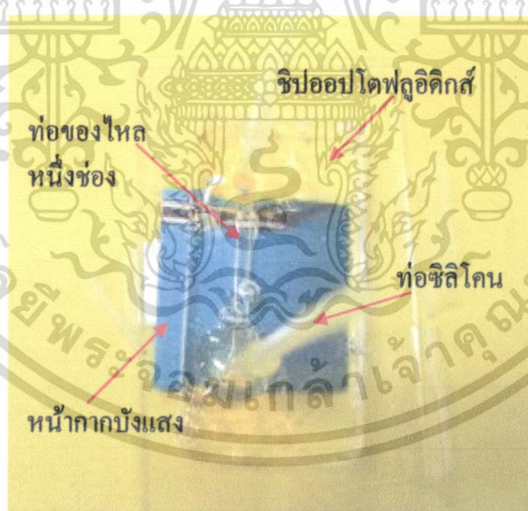 ชิปออปโตฟลูอิดิกส์
ท่อของไหล
หนึ่งช่อง
ท่อซิลิโคน
หน้ากากบังแสง